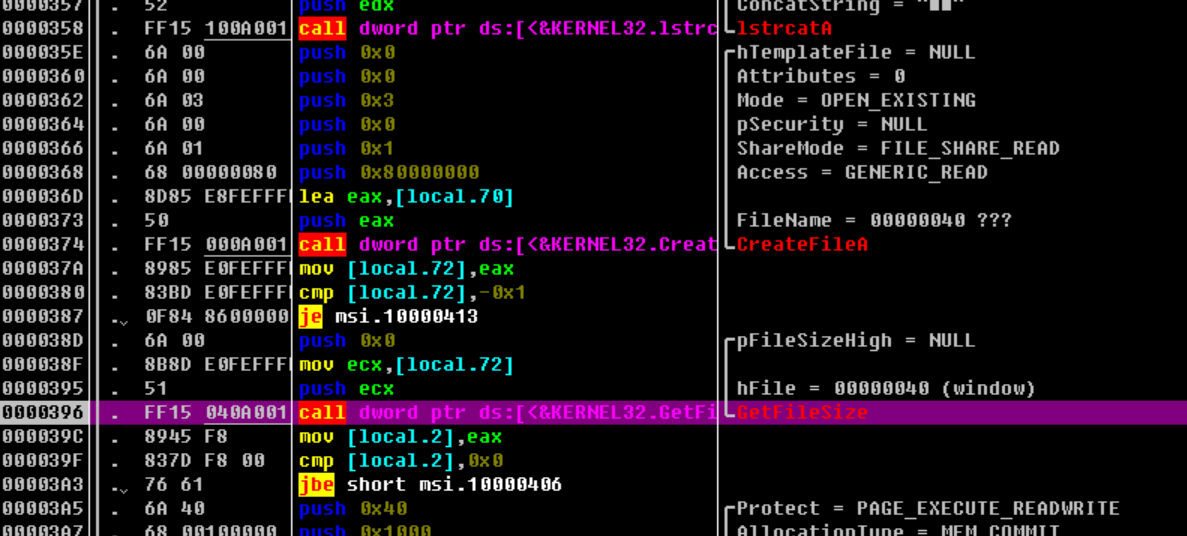 0000357 . 52 push edx ConcatString = "■■"
0000358 . FF15 100A001 call dword ptr ds:[<&KERNEL32.lstrc lstrcatA
000035E . 6A 00 push 0x0 hTemplateFile = NULL
0000360 . 6A 00 push 0x0 Attributes = 0
0000362 . 6A 03 push 0x3 Mode = OPEN_EXISTING
0000364 . 6A 00 push 0x0 pSecurity = NULL
0000366 . 6A 01 push 0x1 ShareMode = FILE_SHARE_READ
0000368 . 68 00000080 push 0x80000000 Access = GENERIC_READ
000036D . 8D85 E8FEFFFF lea eax,[local.70]
0000373 . 50 push eax FileName = 00000040 ???
0000374 . FF15 000A001 call dword ptr ds:[<&KERNEL32.Creat CreateFileA
000037A . 8985 E0FEFFFF mov [local.72],eax
0000380 . 83BD E0FEFFFF cmp [local.72],-0x1
0000387 .ˬ 0F84 8600000 je msi.10000413
000038D . 6A 00 push 0x0 pFileSizeHigh = NULL
000038F . 8B8D E0FEFFFF mov ecx,[local.72]
0000395 . 51 push ecx hFile = 00000040 (window)
0000396 . FF15 040A001 call dword ptr ds:[<&KERNEL32.GetFi GetFileSize
000039C . 8945 F8 mov [local.2],eax
000039F . 837D F8 00 cmp [local.2],0x0
00003A3 .ˬ 76 61 jbe short msi.10000406
00003A5 . 6A 40 push 0x40 Protect = PAGE_EXECUTE_READWRITE
00003A7 . 68 00100000 push 0x1000 AllocationType = MEM_COMMIT